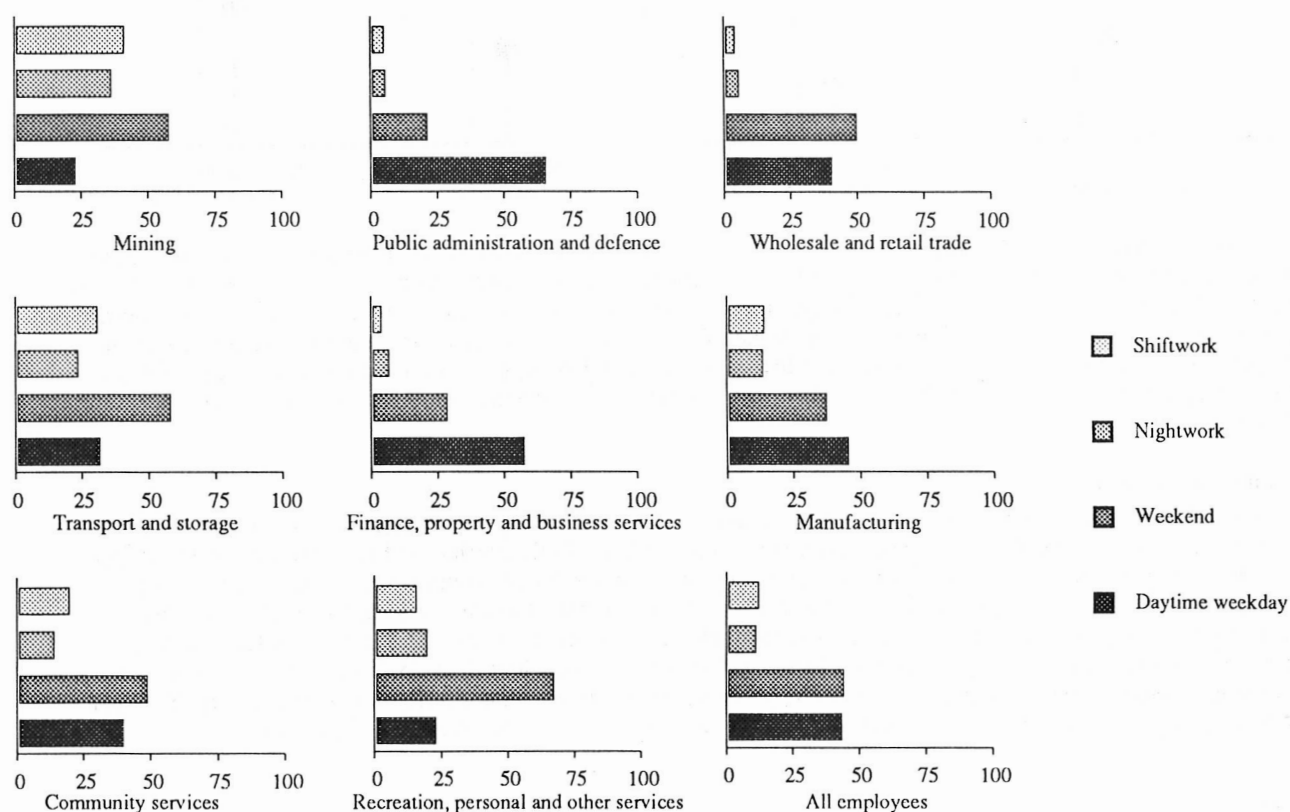 0 25 50 75 100
Mining
0 25 50 75 100
Public administration and defence
0 25 50 75 100
Wholesale and retail trade
0 25 50 75 100
Transport and storage
0 25 50 75 100
Finance, property and business services
0 25 50 75 100
Manufacturing
0 25 50 75 100
Community services
0 25 50 75 100
Recreation, personal and other services
0 25 50 75 100
All employees
Shiftwork
Nightwork
Weekend
Daytime weekday